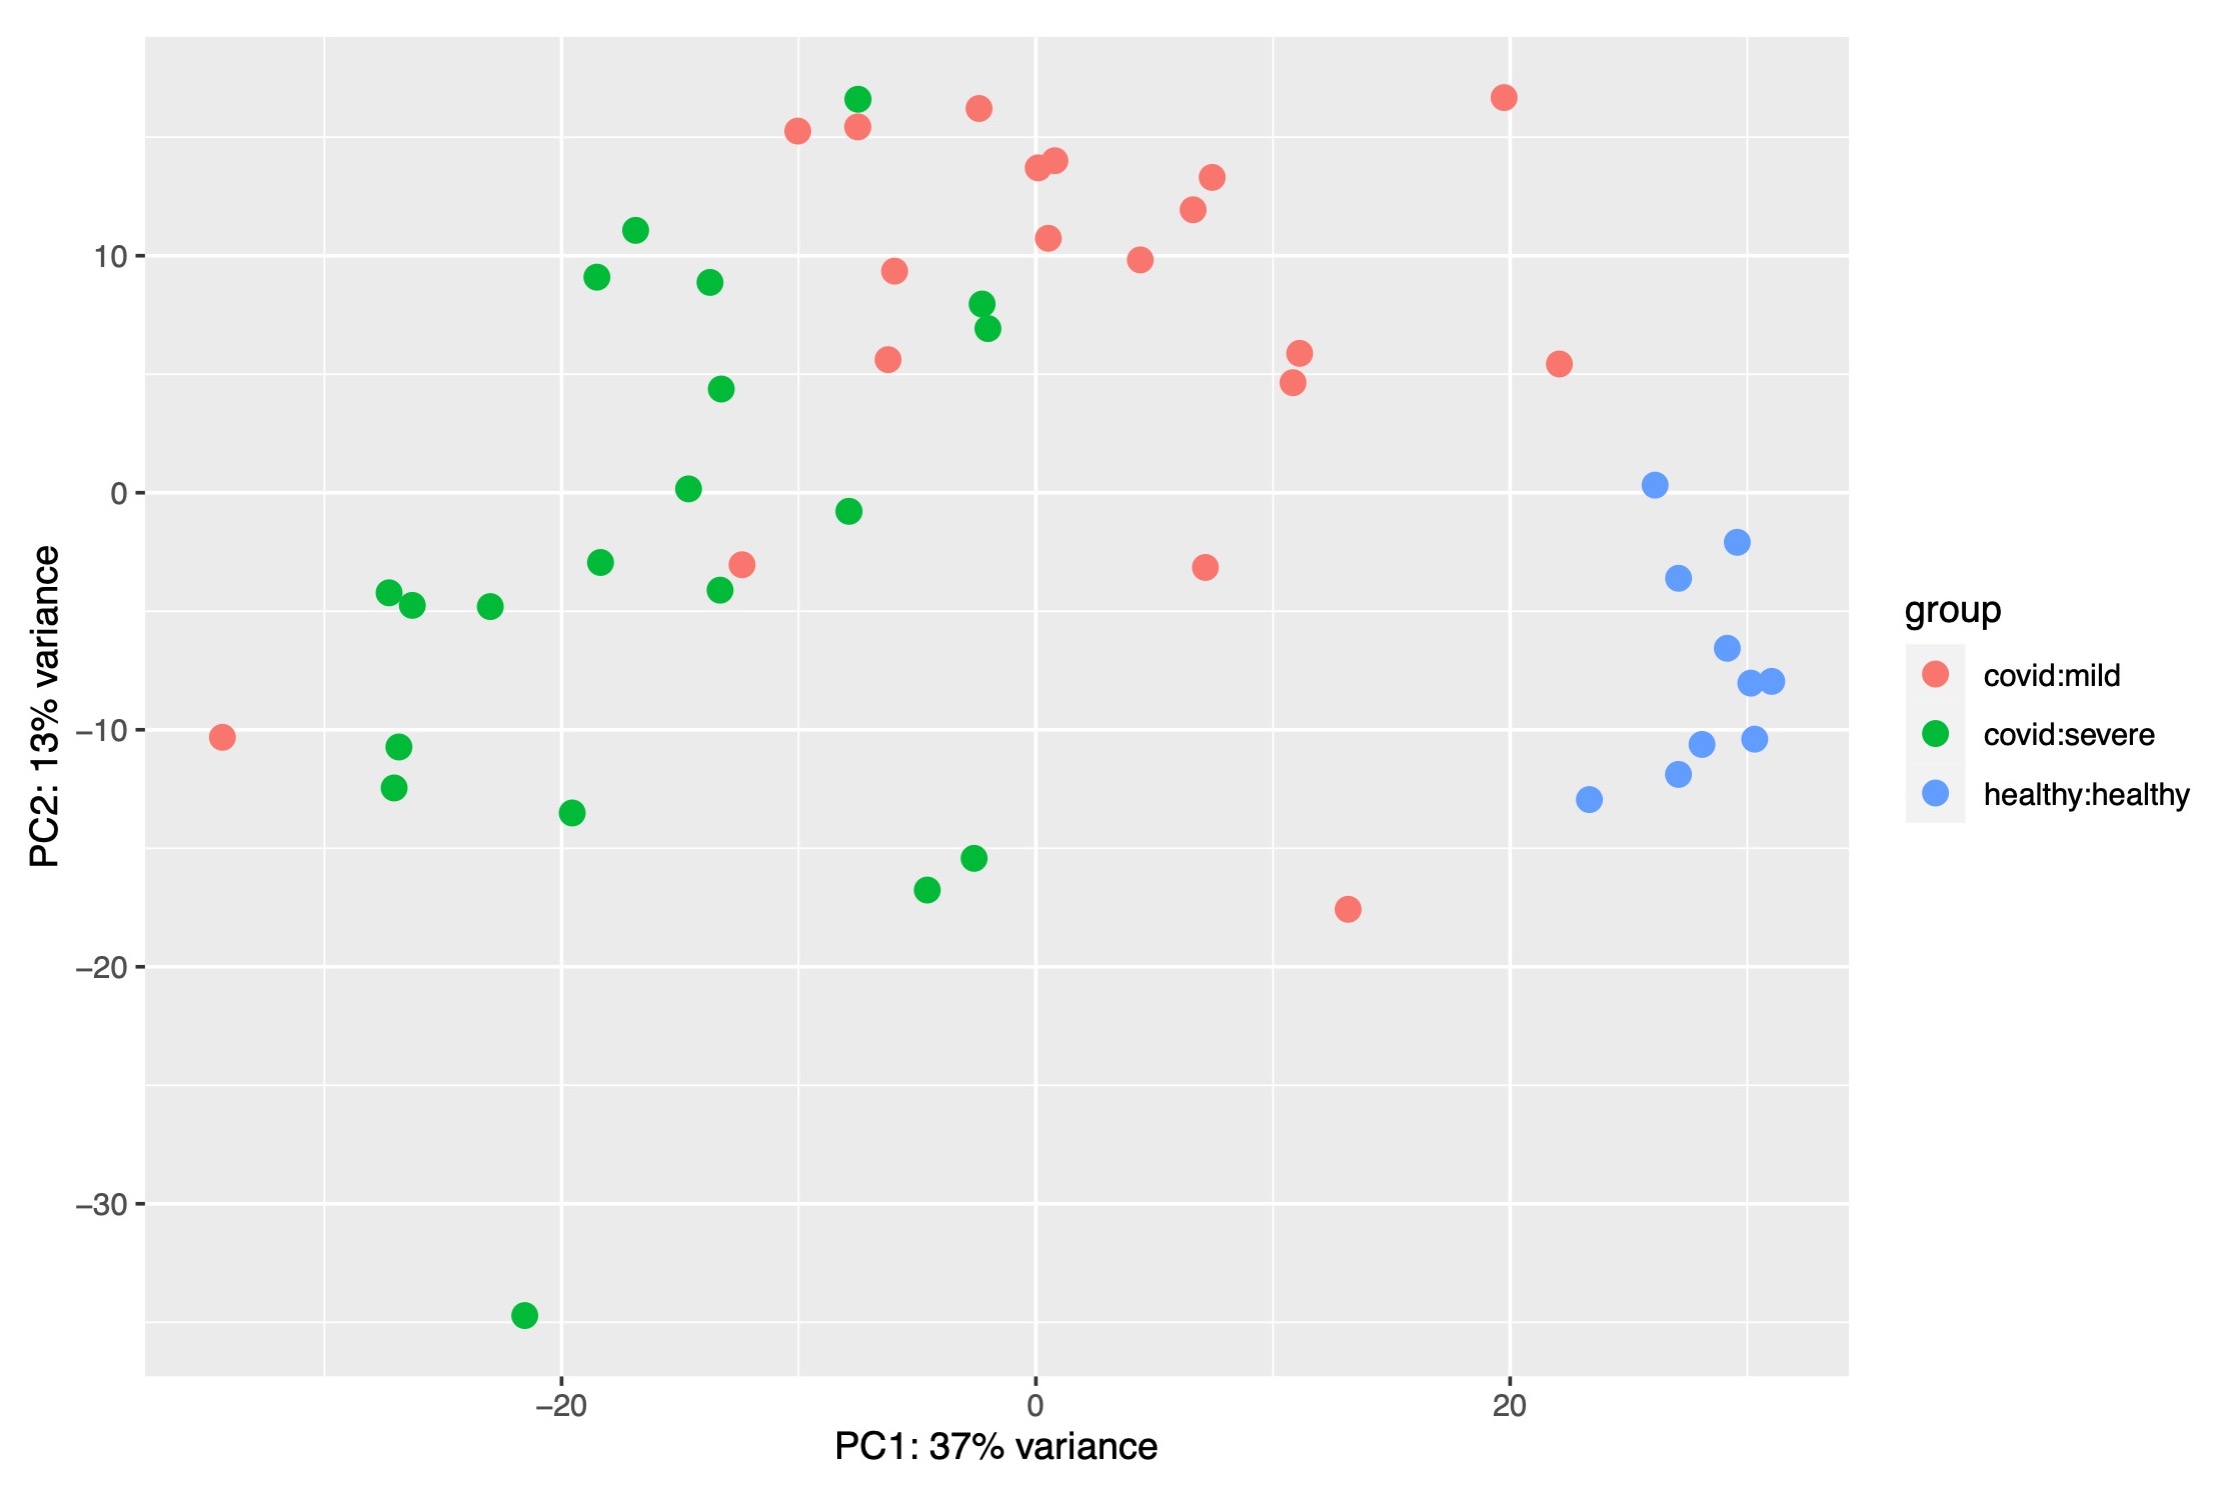 PC2: 13% variance
10
0
−10
−20
−30
−20
0
20
PC1: 37% variance
group
covid:mild
covid:severe
healthy:healthy